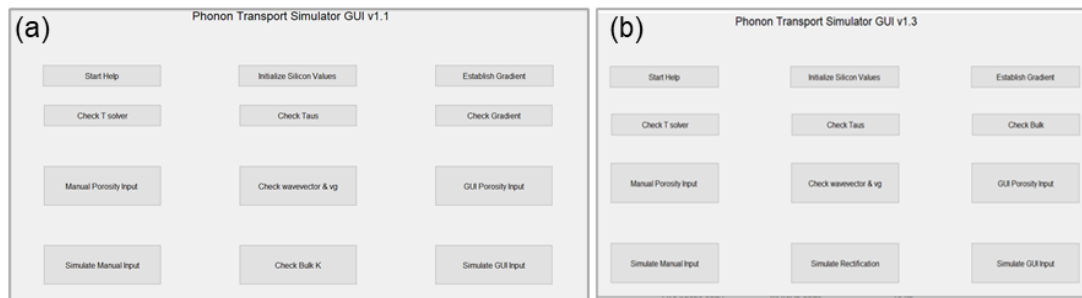 (a)
Phonon Transport Simulator GUI v1.1
Start Help
Initialize Silicon Values
Establish Gradient
Check T solver
Check Taus
Check Gradient
Manual Porosity Input
Check wavevector & vg
GUI Porosity Input
Simulate Manual Input
Check Bulk K
Simulate GUI Input
(b)
Phonon Transport Simulator GUI v1.3
Start Help
Initialize Silicon Values
Establish Gradient
Check T solver
Check Taus
Check Bulk
Manual Porosity Input
Check wavevector & vg
GUI Porosity Input
Simulate Manual Input
Simulate Rectification
Simulate GUI Input